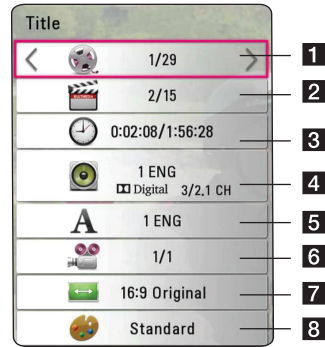 Title
1/29 1
2/15 2
0:02:08/1:56:28 3
1 ENG
Digital 3/2.1 CH 4
A 1 ENG 5
1/1 6
16:9 Original 7
Standard 8